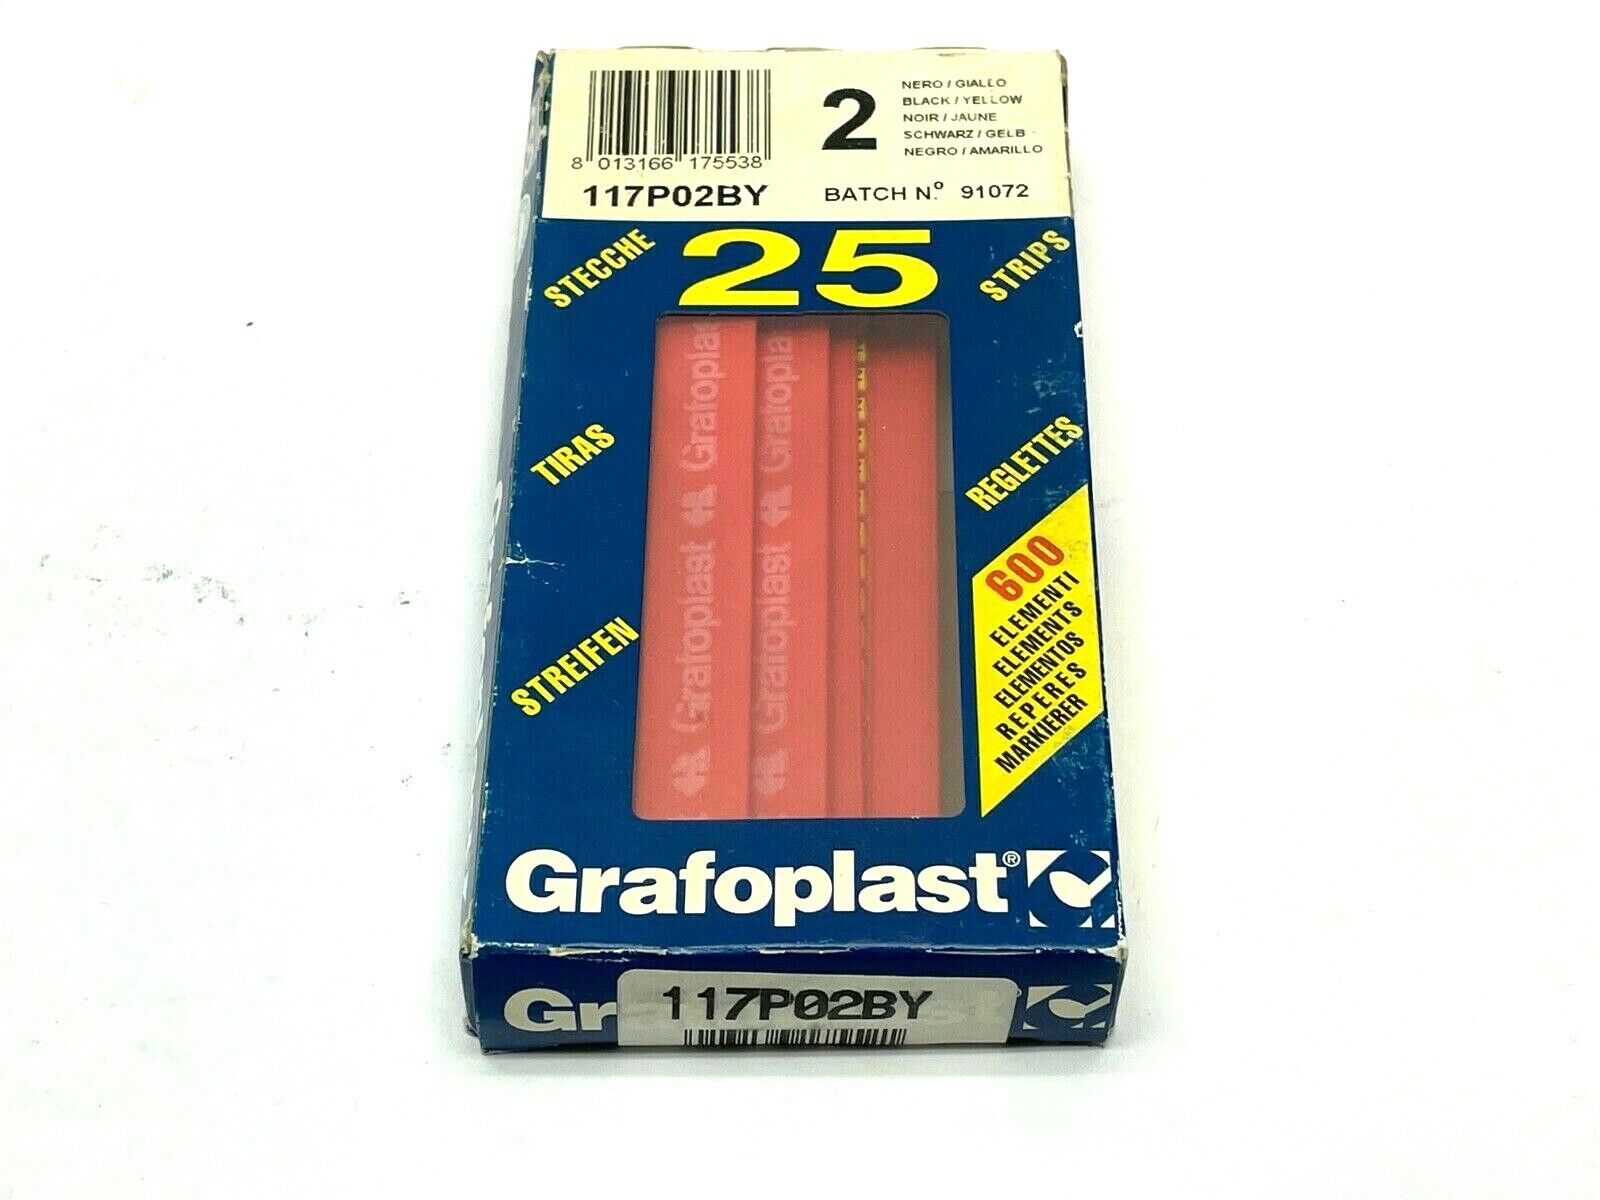 NERO / GIALLO
BLACK / YELLOW
2
NOIR / JAUNE
SCHWARZ / GELB
NEGRO / AMARILLO
8 013166 175538
117P02BY
BATCH N.º 91072
STECCHE
25
STRIPS
TIRAS
REGLETTES
STREIFEN
600
ELEMENTI
ELEMENTS
ELEMENTOS
REPERES
MARKIERER
Grafoplast
Grafoplast
Grafoplast
Grafoplast
Grafoplast®
117P02BY